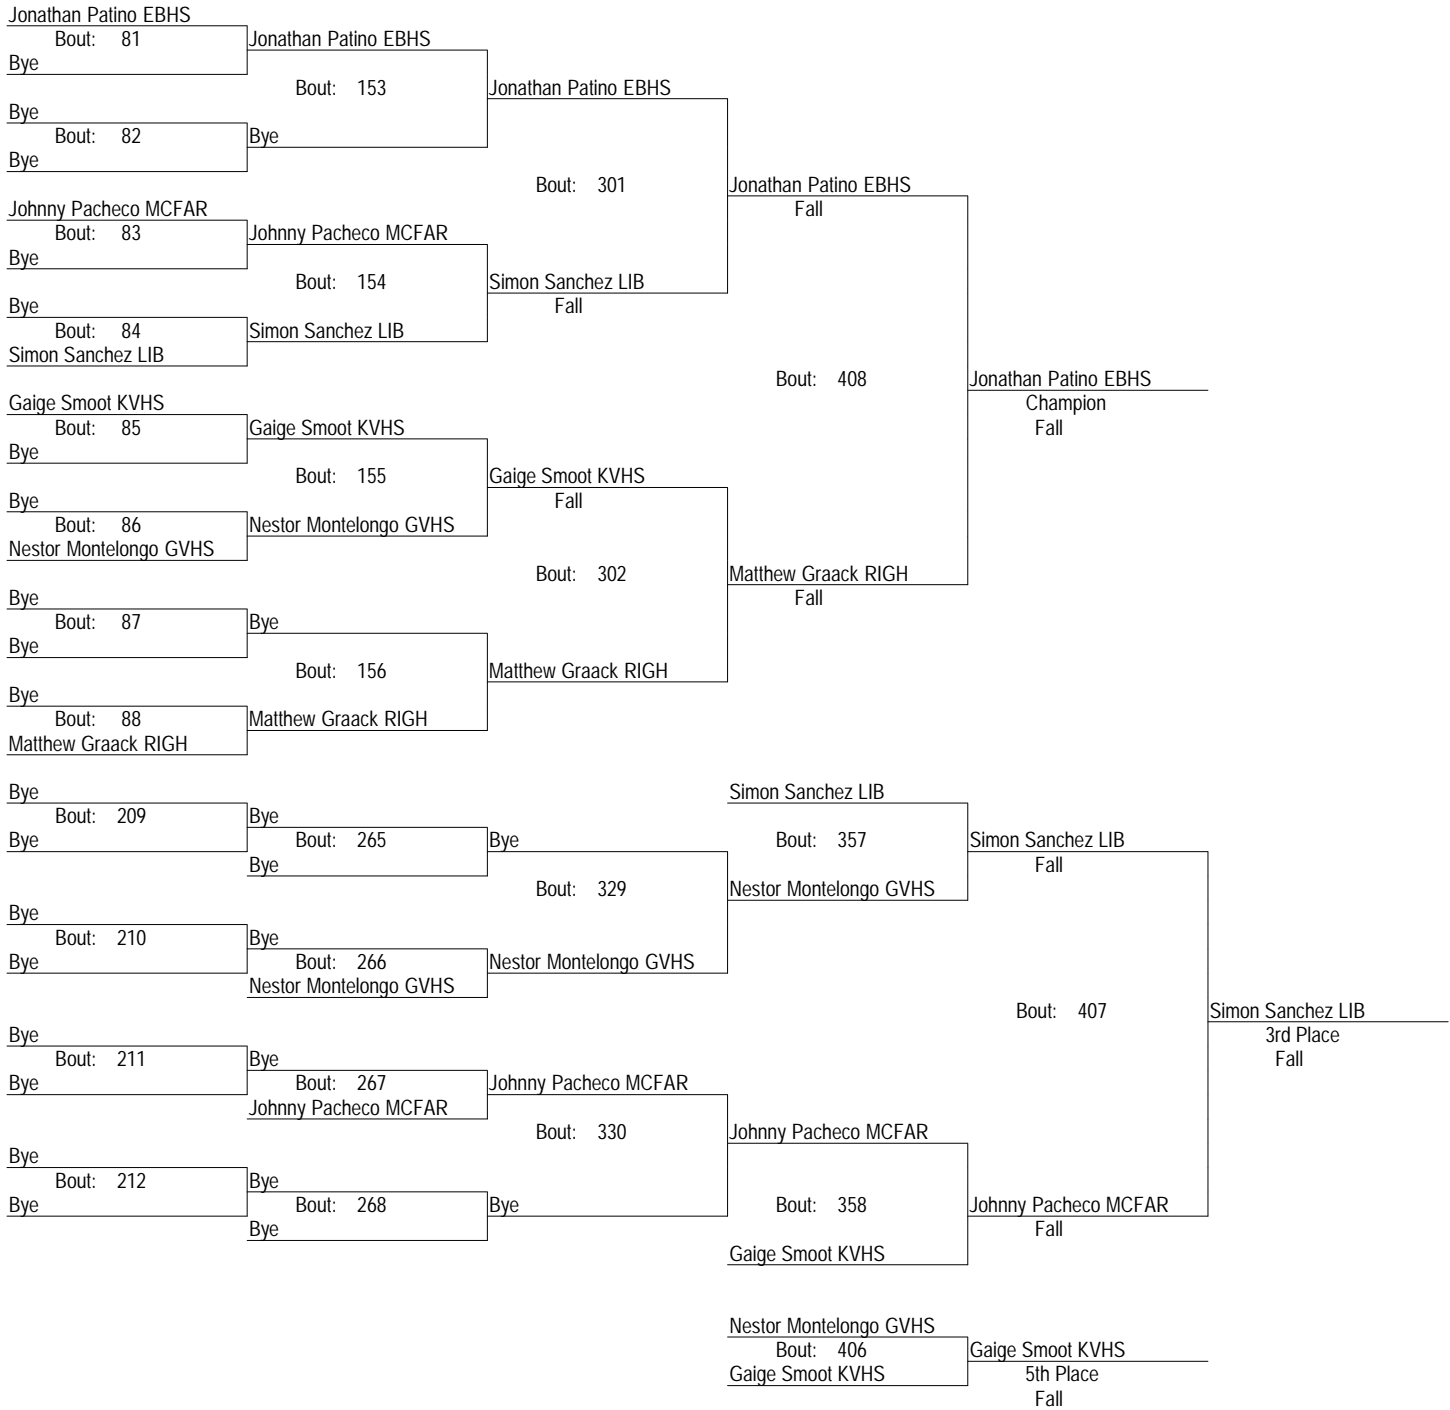 Jonathan Patino EBHS
Bout: 81
Jonathan Patino EBHS
Bye
Bout: 153
Jonathan Patino EBHS
Bye
Bout: 82
Bye
Bye
Bout: 301
Jonathan Patino EBHS
Fall
Johnny Pacheco MCFAR
Bout: 83
Johnny Pacheco MCFAR
Bye
Bout: 154
Simon Sanchez LIB
Fall
Bye
Bout: 84
Simon Sanchez LIB
Simon Sanchez LIB
Bout: 408
Jonathan Patino EBHS
Champion
Fall
Gaige Smoot KVHS
Bout: 85
Gaige Smoot KVHS
Bye
Bout: 155
Gaige Smoot KVHS
Fall
Bye
Bout: 86
Nestor Montelongo GVHS
Nestor Montelongo GVHS
Bout: 302
Matthew Graack RIGH
Fall
Bye
Bout: 87
Bye
Bye
Bout: 156
Matthew Graack RIGH
Bye
Bout: 88
Matthew Graack RIGH
Matthew Graack RIGH
Bye
Bout: 209
Bye
Bye
Bout: 265
Bye
Bye
Simon Sanchez LIB
Bout: 357
Simon Sanchez LIB
Fall
Bout: 329
Nestor Montelongo GVHS
Bye
Bout: 210
Bye
Bye
Bout: 266
Nestor Montelongo GVHS
Nestor Montelongo GVHS
Bout: 407
Simon Sanchez LIB
3rd Place
Fall
Bye
Bout: 211
Bye
Bye
Bout: 267
Johnny Pacheco MCFAR
Johnny Pacheco MCFAR
Bout: 330
Johnny Pacheco MCFAR
Bye
Bout: 212
Bye
Bye
Bout: 268
Bye
Bye
Bout: 358
Johnny Pacheco MCFAR
Fall
Gaige Smoot KVHS
Nestor Montelongo GVHS
Bout: 406
Gaige Smoot KVHS
Gaige Smoot KVHS
5th Place
Fall